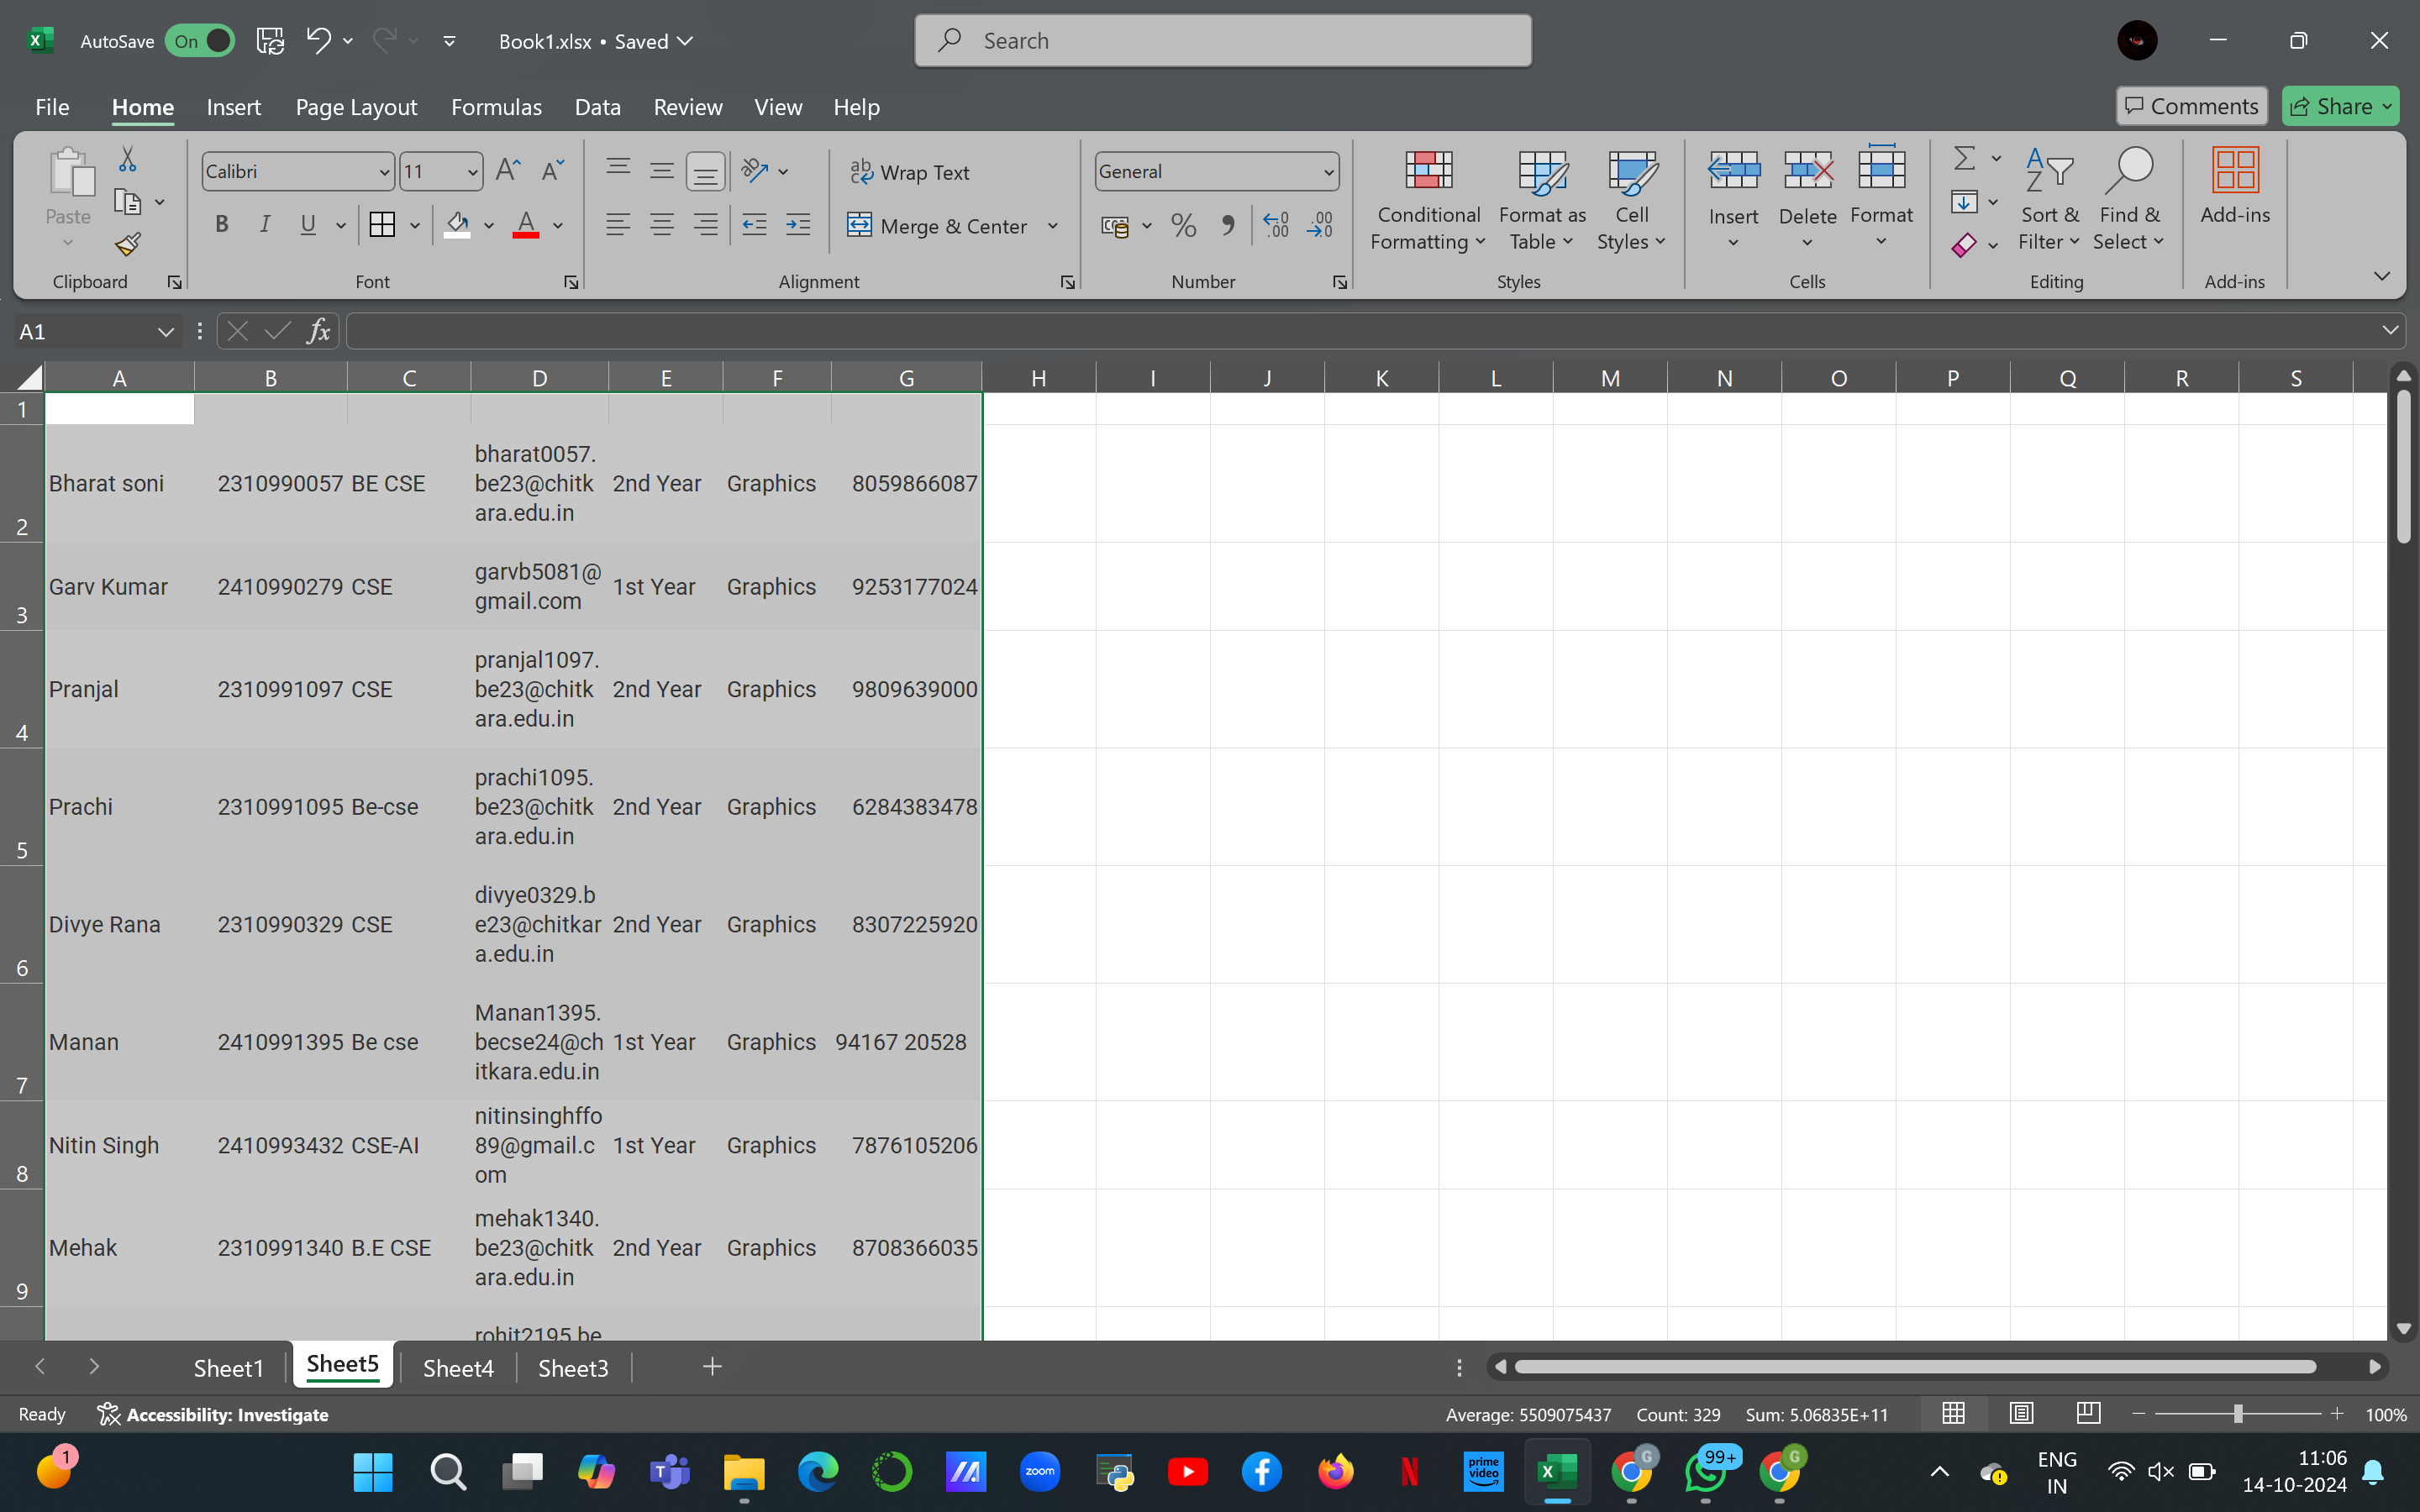 AutoSave On Book1.xlsx • Saved Search
File Home Insert Page Layout Formulas Data Review View Help Comments Share
Paste
Clipboard
Calibri 11
B I U A
Font
Wrap Text
Merge & Center
Alignment
General
% , 
Number
Conditional Formatting
Format as Table
Cell Styles
Styles
Insert Delete Format
Cells
Sort & Filter
Find & Select
Editing
Add-ins
Add-ins
A1 fx
A B C D E F G H I J K L M N O P Q R S
1
2 Bharat soni 2310990057 BE CSE bharat0057.be23@chitkara.edu.in 2nd Year Graphics 8059866087
3 Garv Kumar 2410990279 CSE garvb5081@gmail.com 1st Year Graphics 9253177024
4 Pranjal 2310991097 CSE pranjal1097.be23@chitkara.edu.in 2nd Year Graphics 9809639000
5 Prachi 2310991095 Be-cse prachi1095.be23@chitkara.edu.in 2nd Year Graphics 6284383478
6 Divye Rana 2310990329 CSE divye0329.be23@chitkara.edu.in 2nd Year Graphics 8307225920
7 Manan 2410991395 Be cse Manan1395.becse24@chitkara.edu.in 1st Year Graphics 94167 20528
8 Nitin Singh 2410993432 CSE-AI nitinsinghffo89@gmail.com 1st Year Graphics 7876105206
9 Mehak 2310991340 B.E CSE mehak1340.be23@chitkara.edu.in 2nd Year Graphics 8708366035
rohit2195.be
Sheet1 Sheet5 Sheet4 Sheet3
Ready Accessibility: Investigate Average: 5509075437 Count: 329 Sum: 5.06835E+11 100%
1 zoom N prime video G 99+ G ENG IN 11:06 14-10-2024